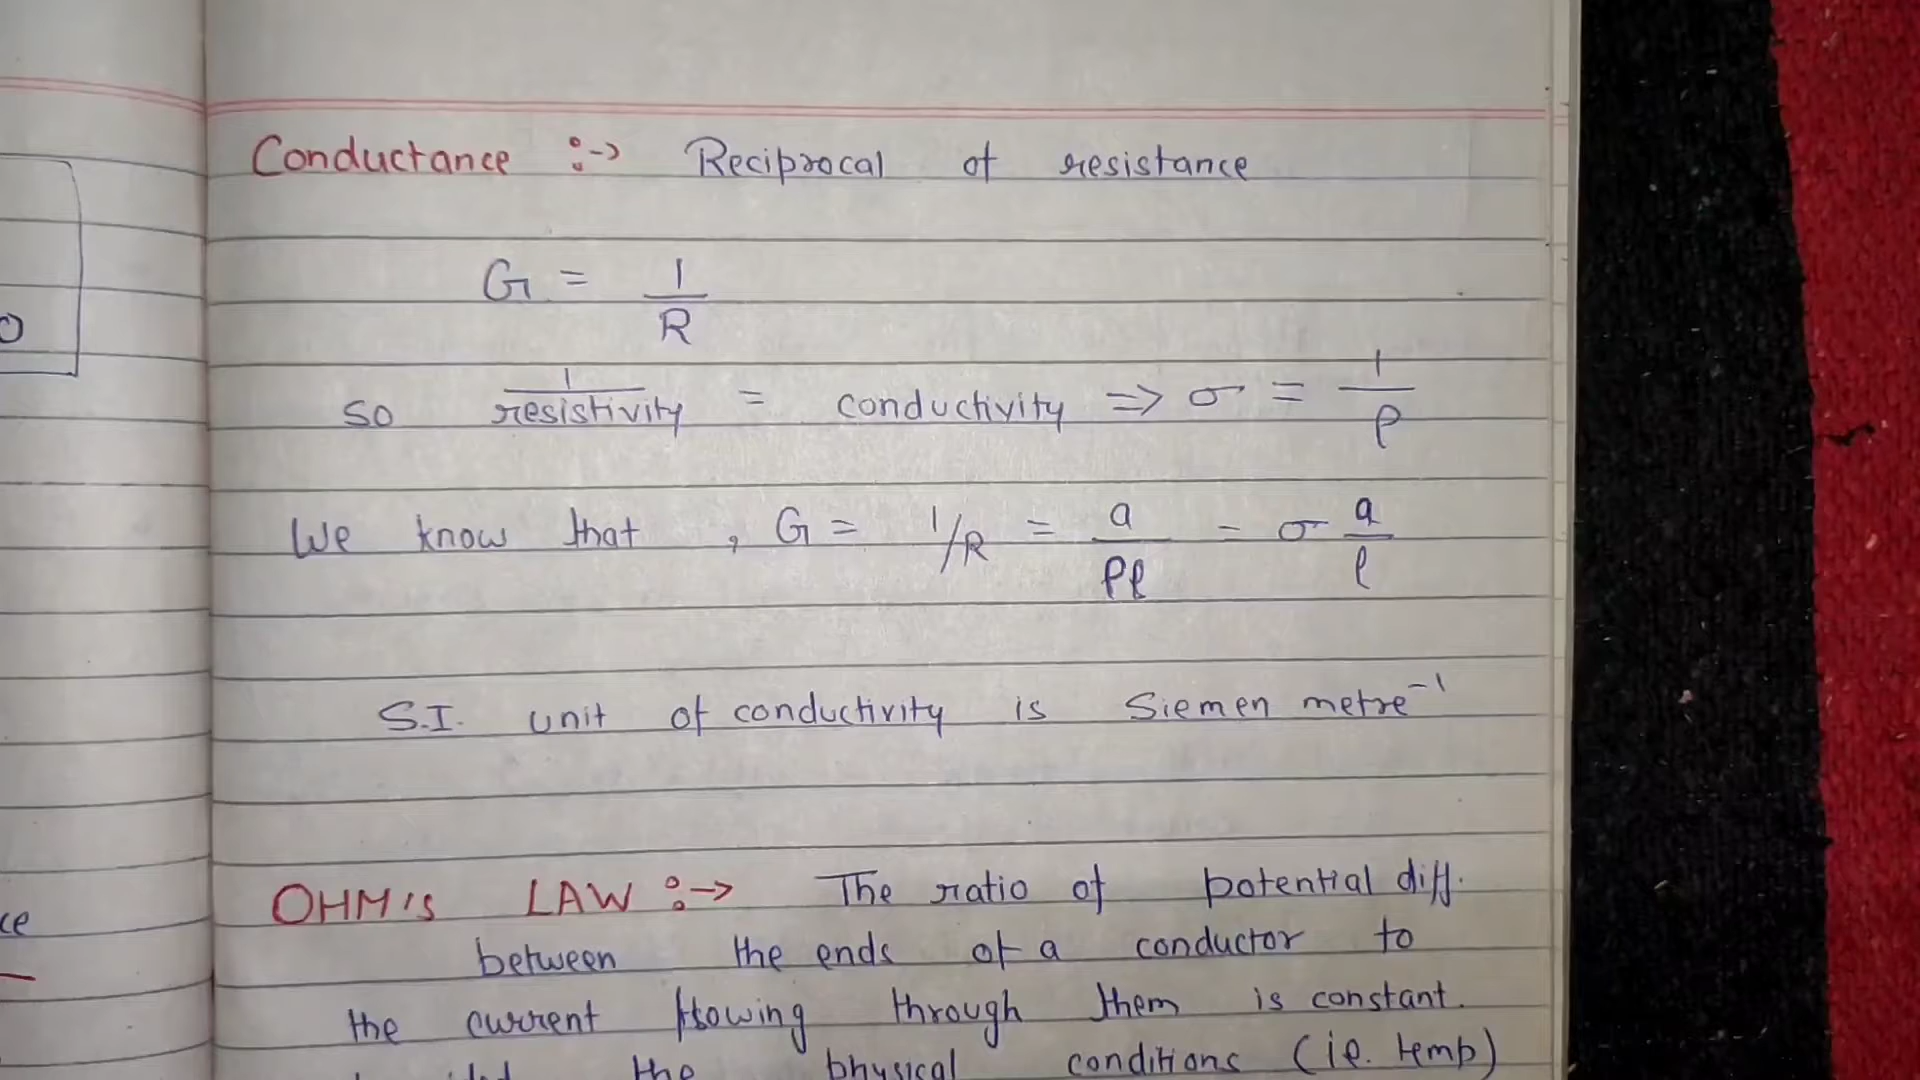 O
ce
Conductance :-> Reciprocal of resistance
G = 1/R
so 1/resistivity = conductivity => σ = 1/ρ
We know that , G = 1/R = a/ρℓ = σ a/ℓ
S.I. unit of conductivity is Siemen metre⁻¹
OHM's LAW :-> The ratio of potential diff.
between the ends of a conductor to
the current flowing through them is constant.
the physical conditions (ie. temp)